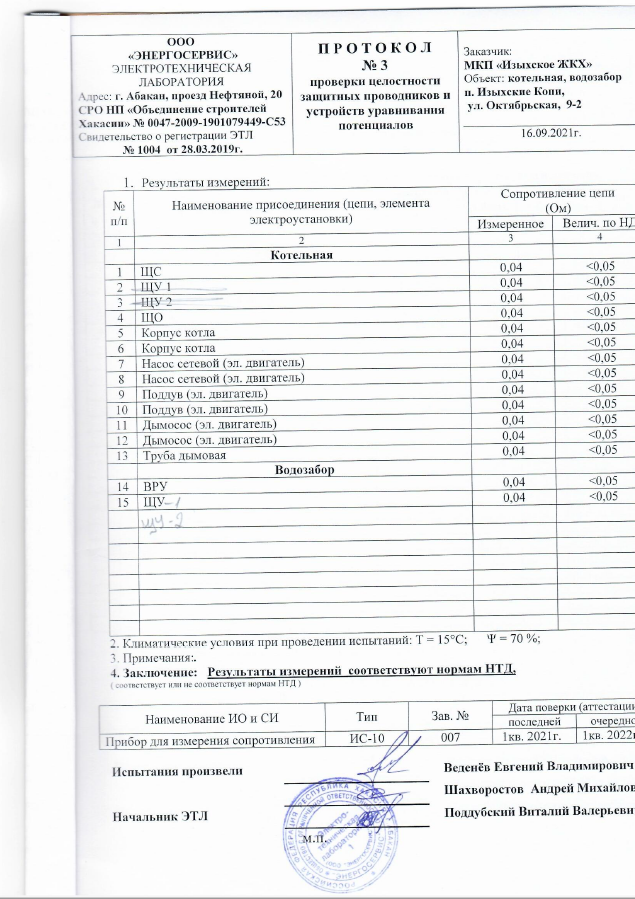 ООО
«ЭНЕРГОСЕРВИС»
ЭЛЕКТРОТЕХНИЧЕСКАЯ
ЛАБОРАТОРИЯ
Адрес: г. Абакан, проезд Нефтяной, 20
СРО НП «Объединение строителей
Хакасии» № 0047-2009-1901079449-С53
Свидетельство о регистрации ЭТЛ
№ 1004 от 28.03.2019г.
П Р О Т О К О Л
№ 3
проверки целостности
защитных проводников и
устройств уравнивания
потенциалов
Заказчик:
МКП «Изыхское ЖКХ»
Объект: котельная, водозабор
п. Изыхские Копи,
ул. Октябрьская, 9-2
16.09.2021г.
1. Результаты измерений:
№ п/п Наименование присоединения (цепи, элемента электроустановки) Сопротивление цепи (Ом)
Измеренное Велич. по НД
1 2 3 4
Котельная
1 ЩС 0,04 <0,05
2 ЩУ 1 0,04 <0,05
3 ЩУ 2 0,04 <0,05
4 ЩО 0,04 <0,05
5 Корпус котла 0,04 <0,05
6 Корпус котла 0,04 <0,05
7 Насос сетевой (эл. двигатель) 0,04 <0,05
8 Насос сетевой (эл. двигатель) 0,04 <0,05
9 Поддув (эл. двигатель) 0,04 <0,05
10 Поддув (эл. двигатель) 0,04 <0,05
11 Дымосос (эл. двигатель) 0,04 <0,05
12 Дымосос (эл. двигатель) 0,04 <0,05
13 Труба дымовая 0,04 <0,05
Водозабор
14 ВРУ 0,04 <0,05
15 ЩУ-1 0,04 <0,05
ЩУ-2
2. Климатические условия при проведении испытаний: Т = 15°С; Ψ = 70 %;
3. Примечания:.
4. Заключение: Результаты измерений соответствуют нормам НТД.
( соответствует или не соответствует нормам НТД )
Наименование ИО и СИ Тип Зав. № Дата поверки (аттестации
последней очередно
Прибор для измерения сопротивления ИС-10 007 1кв. 2021г. 1кв. 2022г
Испытания произвели Веденёв Евгений Владимирович
Шахворостов Андрей Михайлов
Начальник ЭТЛ Поддубский Виталий Валерьеви
м.п.